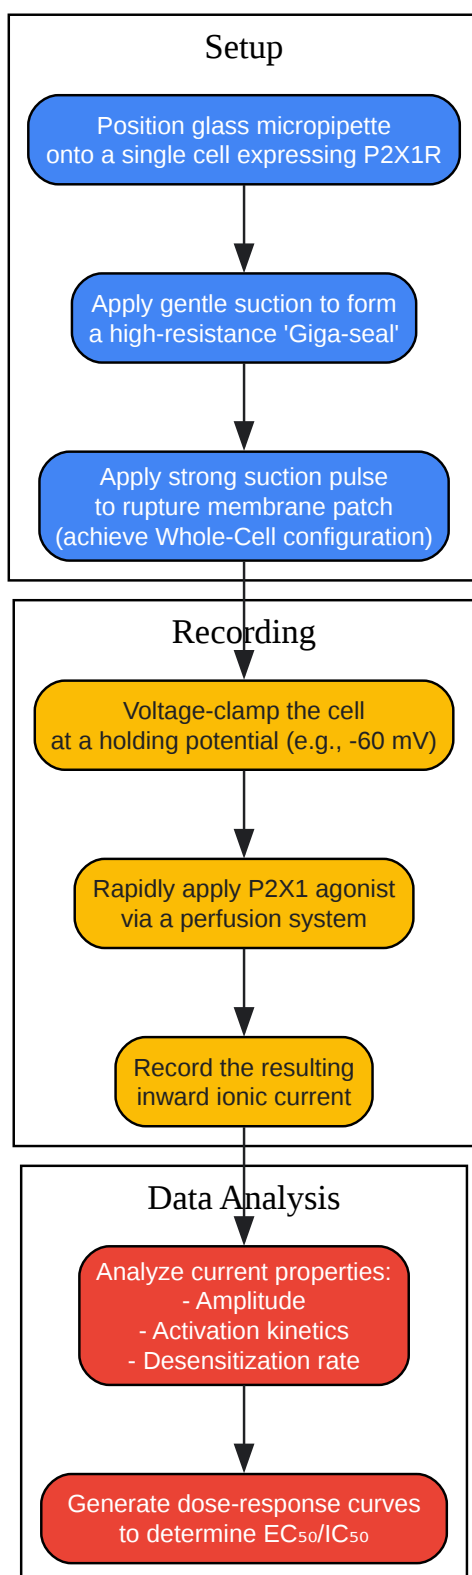 Setup
Position glass micropipette
onto a single cell expressing P2X1R
Apply gentle suction to form
a high-resistance 'Giga-seal'
Apply strong suction pulse
to rupture membrane patch
(achieve Whole-Cell configuration)
Recording
Voltage-clamp the cell
at a holding potential (e.g., -60 mV)
Rapidly apply P2X1 agonist
via a perfusion system
Record the resulting
inward ionic current
Data Analysis
Analyze current properties:
- Amplitude
- Activation kinetics
- Desensitization rate
Generate dose-response curves
to determine EC₅₀/IC₅₀